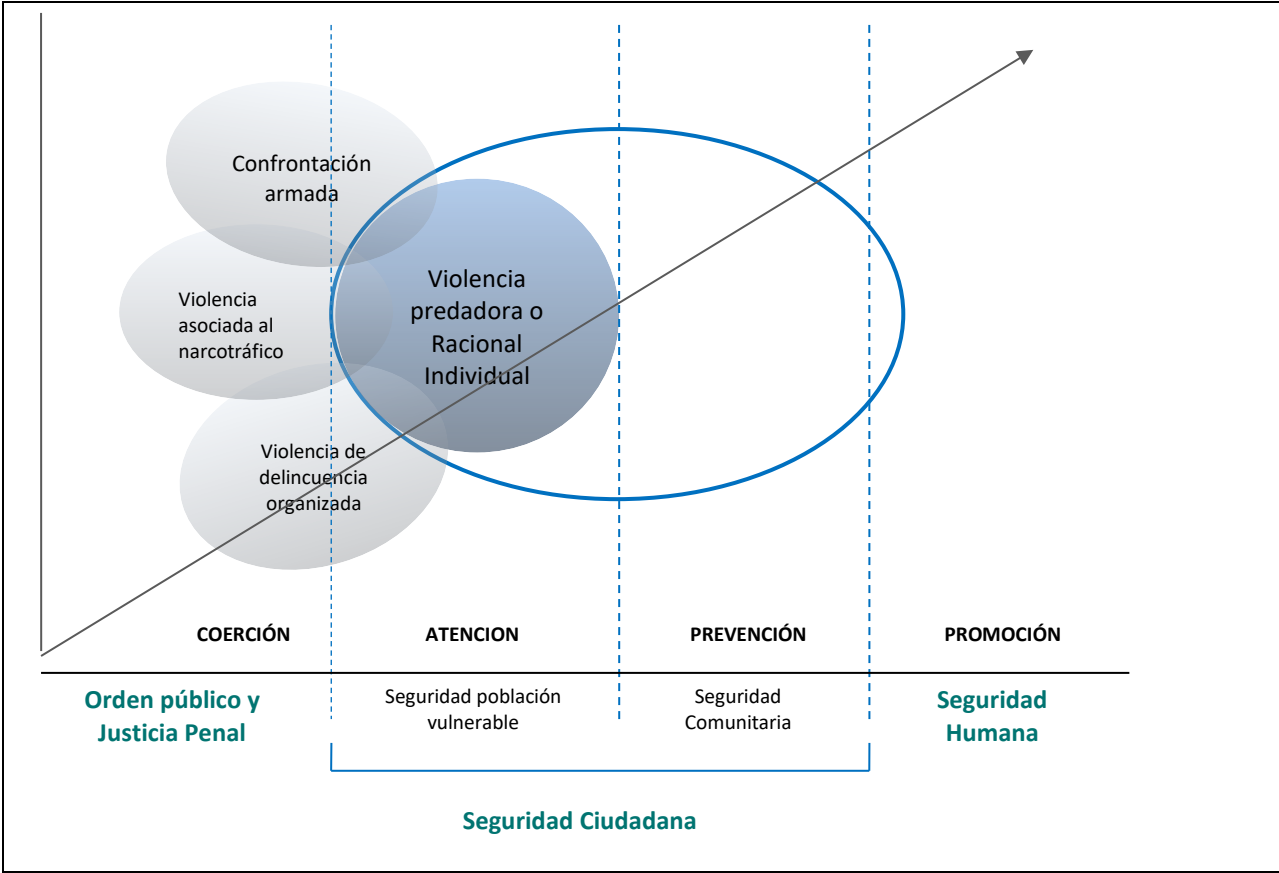 Confrontación
armada
Violencia
asociada al
narcotráfico
Violencia
predadora o
Racional
Individual
Violencia de
delincuencia
organizada
COERCIÓN
ATENCION
PREVENCIÓN
PROMOCIÓN
Orden público y
Justicia Penal
Seguridad población
vulnerable
Seguridad
Comunitaria
Seguridad
Humana
Seguridad Ciudadana